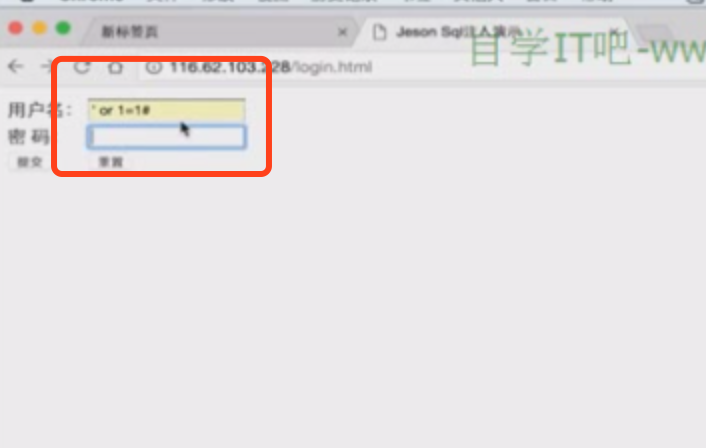 新标签页
Jeson Sql注入演示
自学IT吧-ww
116.62.103.228/login.html
用户名：
' or 1=1#
密 码
提交 重置